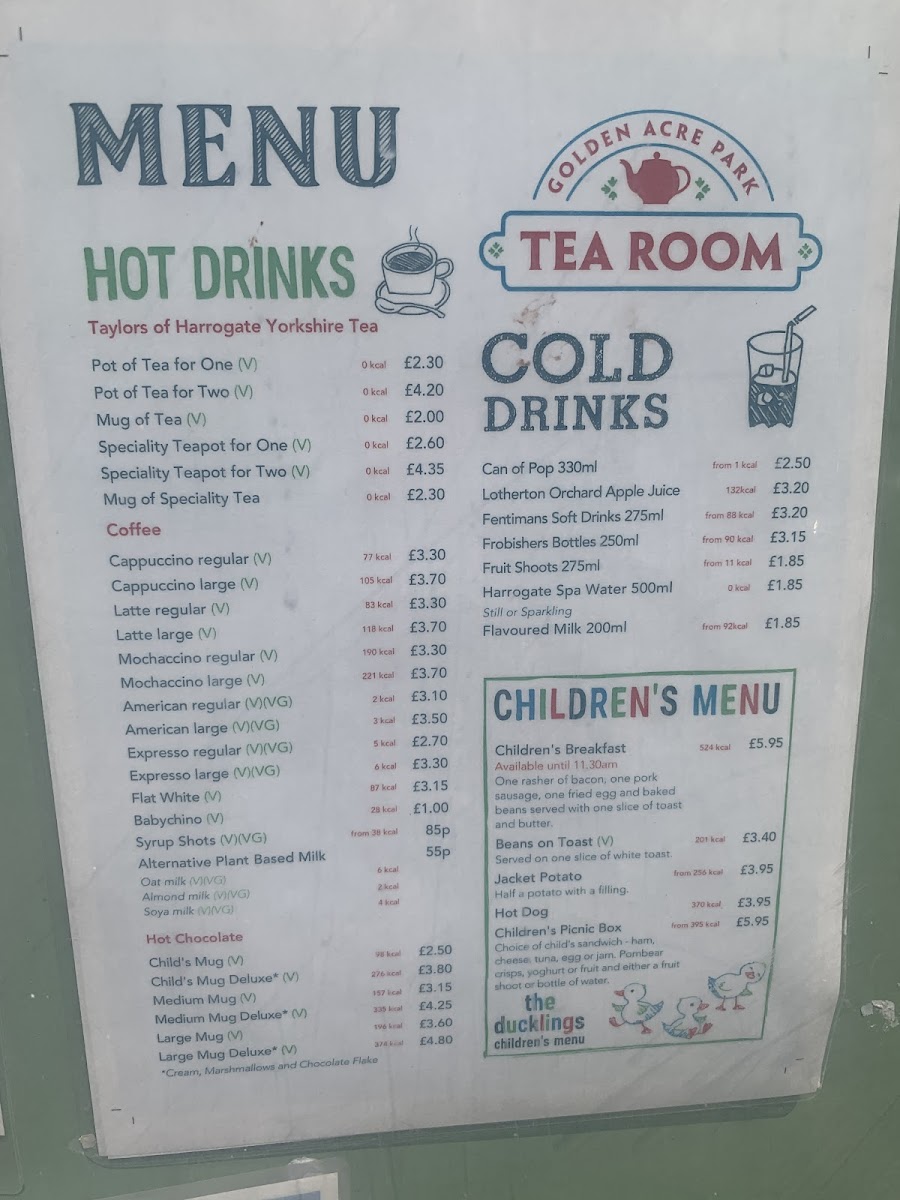 MENU
HOT DRINKS
Taylors of Harrogate Yorkshire Tea
Pot of Tea for One (V) 0 kcal £2.30
Pot of Tea for Two (V) 0 kcal £4.20
Mug of Tea (V) 0 kcal £2.00
Speciality Teapot for One (V) 0 kcal £2.60
Speciality Teapot for Two (V) 0 kcal £4.35
Mug of Speciality Tea 0 kcal £2.30
Coffee
Cappuccino regular (V) 77 kcal £3.30
Cappuccino large (V) 105 kcal £3.70
Latte regular (V) 83 kcal £3.30
Latte large (V) 118 kcal £3.70
Mochaccino regular (V) 190 kcal £3.30
Mochaccino large (V) 221 kcal £3.70
American regular (V)(VG) 2 kcal £3.10
American large (V)(VG) 3 kcal £3.50
Expresso regular (V)(VG) 5 kcal £2.70
Expresso large (V)(VG) 6 kcal £3.30
Flat White (V) 87 kcal £3.15
Babychino (V) 28 kcal £1.00
Syrup Shots (V)(VG) from 38 kcal 85p
Alternative Plant Based Milk 55p
Oat milk (V)(VG) 6 kcal
Almond milk (V)(VG) 2 kcal
Soya milk (V)(VG) 4 kcal
Hot Chocolate
Child's Mug (V) 98 kcal £2.50
Child's Mug Deluxe* (V) 276 kcal £3.80
Medium Mug (V) 157 kcal £3.15
Medium Mug Deluxe* (V) kcal £4.25
Large Mug (V) 196 kcal £3.60
Large Mug Deluxe* (V) kcal £4.80
*Cream, Marshmallows and Chocolate Flake
GOLDEN ACRE PARK
TEA ROOM
COLD
DRINKS
Can of Pop 330ml from 1 kcal £2.50
Lotherton Orchard Apple Juice 132kcal £3.20
Fentimans Soft Drinks 275ml from 88 kcal £3.20
Frobishers Bottles 250ml from 90 kcal £3.15
Fruit Shoots 275ml from 11 kcal £1.85
Harrogate Spa Water 500ml 0 kcal £1.85
Still or Sparkling
Flavoured Milk 200ml from 92kcal £1.85
CHILDREN'S MENU
Children's Breakfast 524 kcal £5.95
Available until 11.30am
One rasher of bacon, one pork
sausage, one fried egg and baked
beans served with one slice of toast
and butter.
Beans on Toast (V) 201 kcal £3.40
Served on one slice of white toast.
Jacket Potato from 256 kcal £3.95
Half a potato with a filling.
Hot Dog 370 kcal £3.95
Children's Picnic Box from 395 kcal £5.95
Choice of child's sandwich - ham,
cheese, tuna, egg or jam. Pombear
crisps, yoghurt or fruit and either a fruit
shoot or bottle of water.
the
ducklings
children's menu